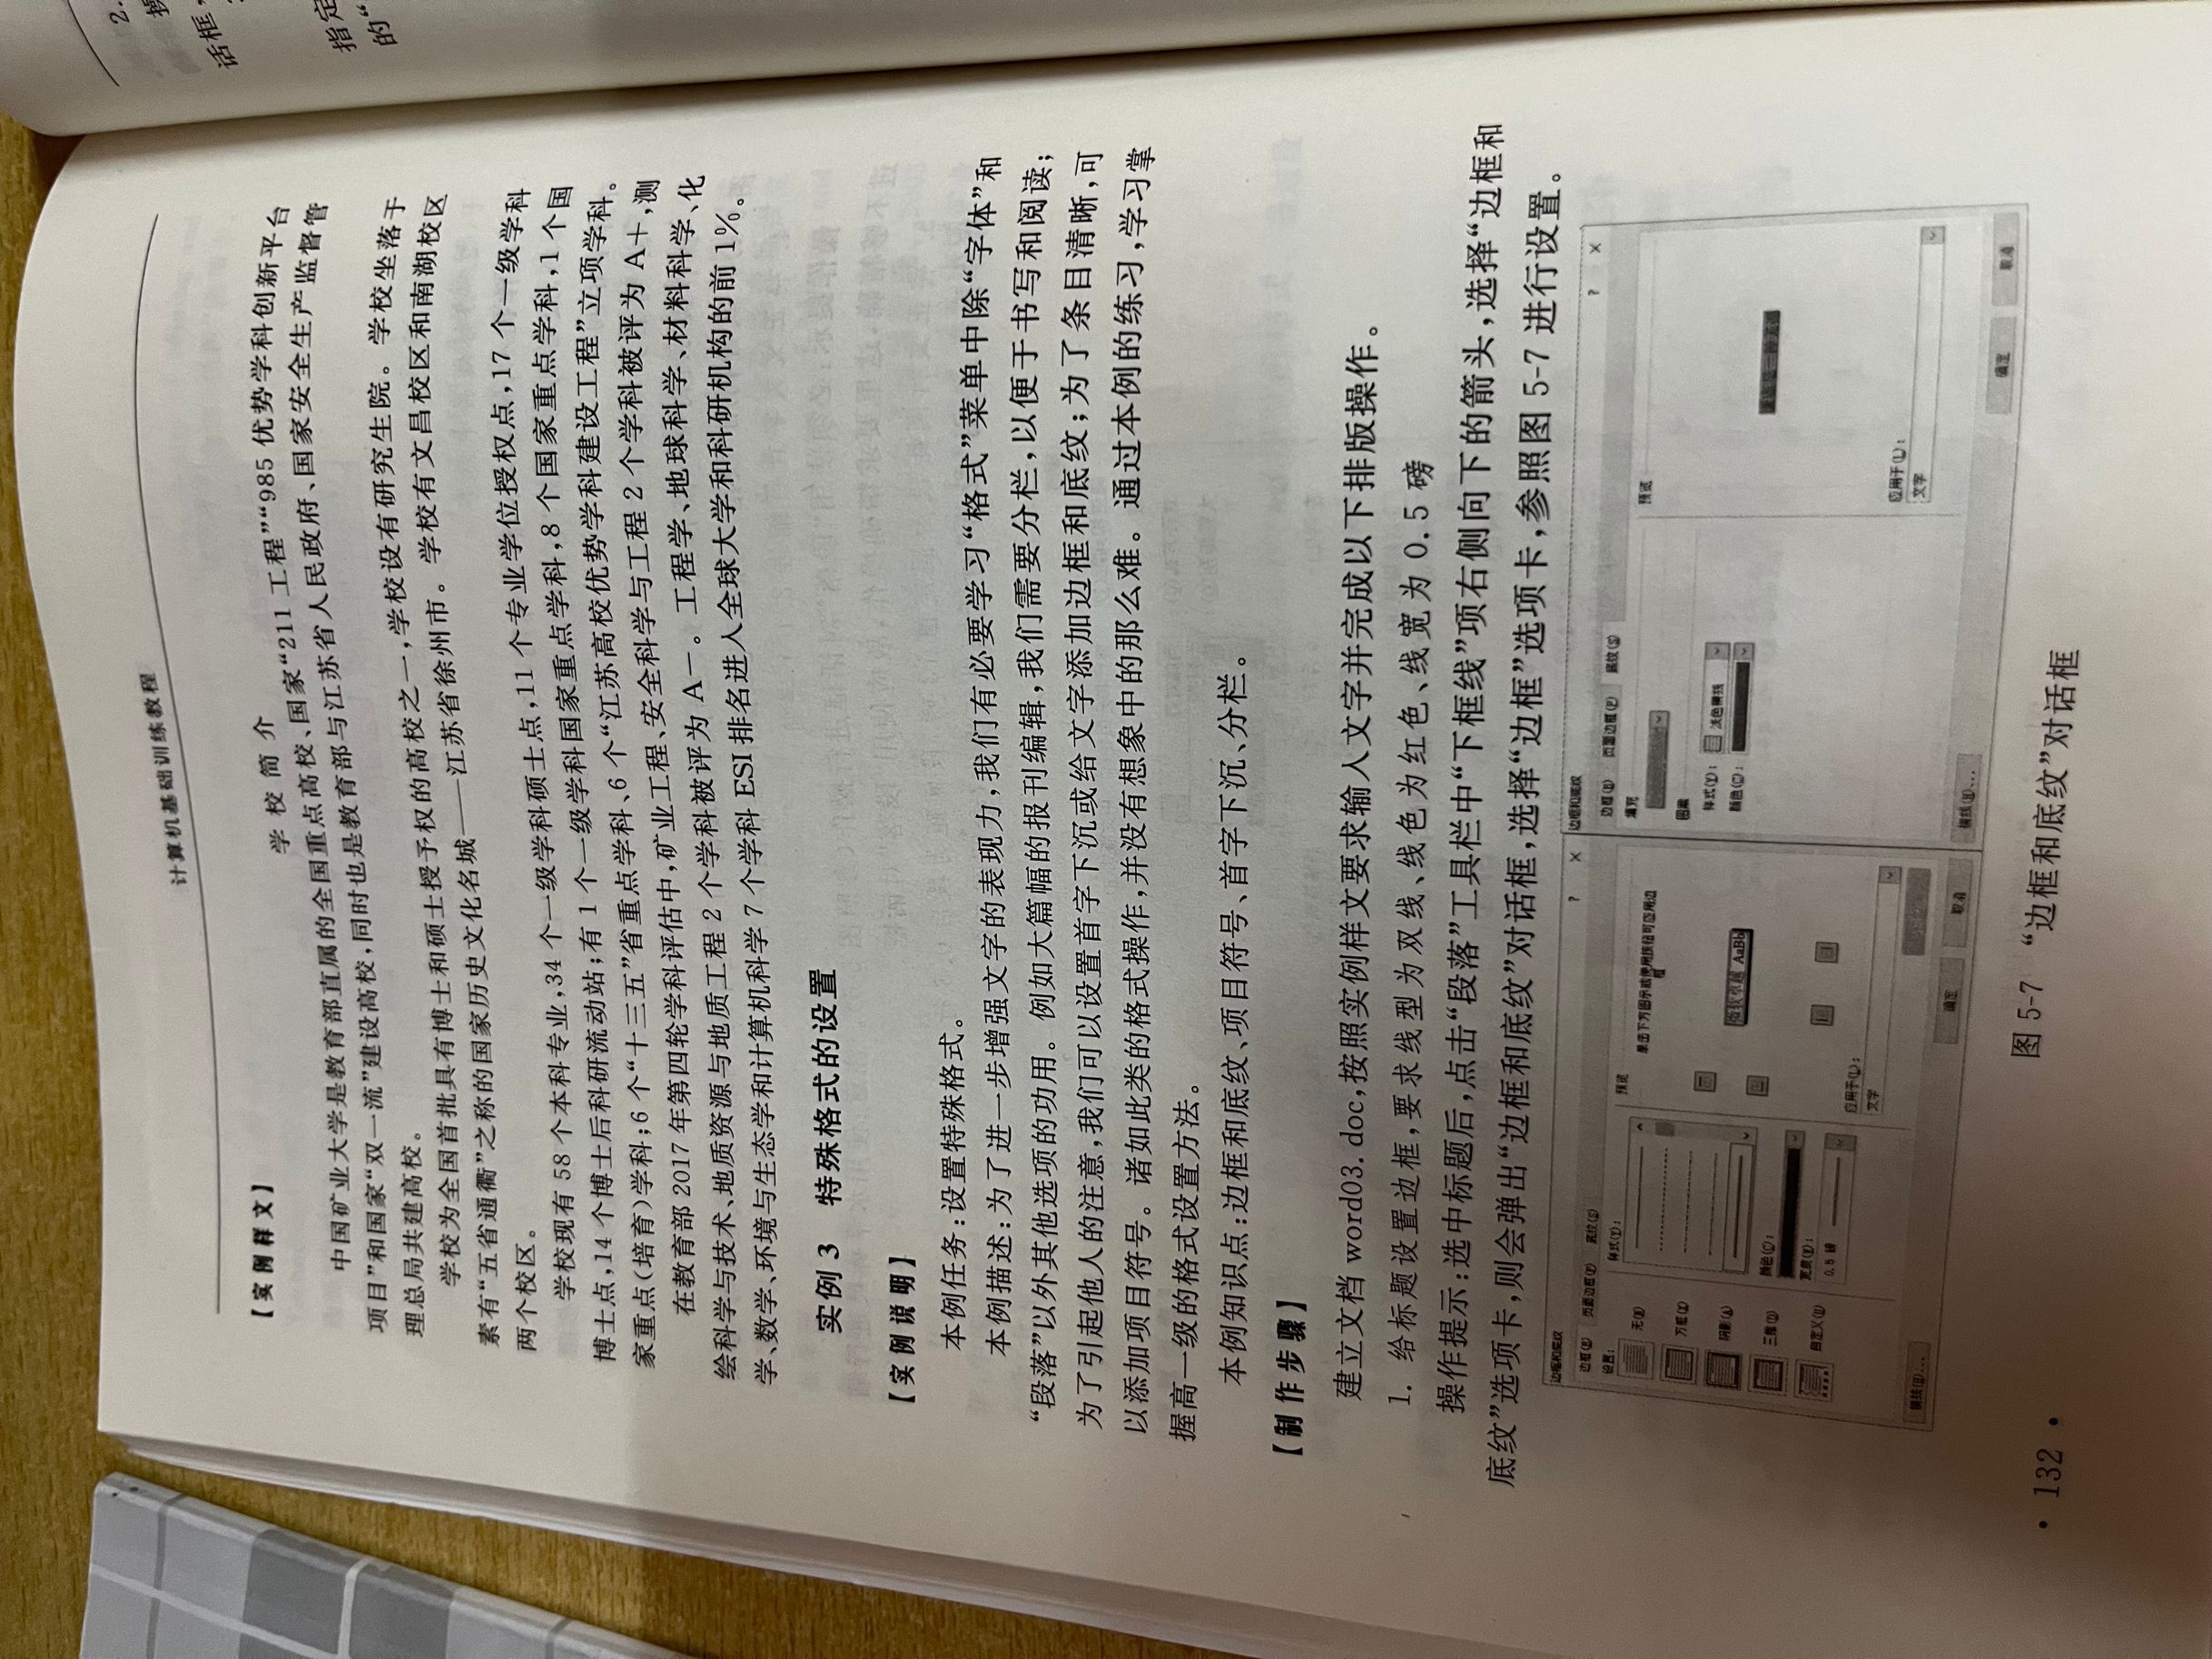 计算机基础训练教程
【实例样文】
学校简介
中国矿业大学是教育部直属的全国重点高校、国家“211工程”“985优势学科创新平台
项目”和国家“双一流”建设高校,同时也是教育部与江苏省人民政府、国家安全生产监督管
理总局共建高校。
学校为全国首批具有博士和硕士授予权的高校之一,学校设有研究生院。学校坐落于
素有“五省通衢”之称的国家历史文化名城——江苏省徐州市。学校有文昌校区和南湖校区
两个校区。
学校现有58个本科专业,34个一级学科硕士点,11个专业学位授权点,17个一级学科
博士点,14个博士后科研流动站;有1个一级学科国家重点学科,8个国家重点学科,1个国
家重点(培育)学科;6个“十三五”省重点学科、6个“江苏高校优势学科建设工程”立项学科。
在教育部2017年第四轮学科评估中,矿业工程、安全科学与工程2个学科被评为A+,测
绘科学与技术、地质资源与地质工程2个学科被评为A-。工程学、地球科学、材料科学、化
学、数学、环境与生态学和计算机科学7个学科ESI排名进入全球大学和科研机构的前1%。
实例3 特殊格式的设置
【实例说明】
本例任务:设置特殊格式。
本例描述:为了进一步增强文字的表现力,我们有必要学习“格式”菜单中除“字体”和
“段落”以外其他选项的功用。例如大篇幅的报刊编辑,我们需要分栏,以便于书写和阅读;
为了引起他人的注意,我们可以设置首字下沉或给文字添加边框和底纹;为了条目清晰,可
以添加项目符号。诸如此类的格式操作,并没有想象中的那么难。通过本例的练习,学习掌
握高一级的格式设置方法。
本例知识点:边框和底纹、项目符号、首字下沉、分栏。
【制作步骤】
建立文档word03.doc,按照实例样文要求输入文字并完成以下排版操作。
1. 给标题设置边框,要求线型为双线、线色为红色、线宽为0.5磅
操作提示:选中标题后,点击“段落”工具栏中“下框线”项右侧向下的箭头,选择“边框和
底纹”选项卡,则会弹出“边框和底纹”对话框,选择“边框”选项卡,参照图5-7进行设置。
边框和底纹 ? ×
边框(B) 页面边框(P) 底纹(S)
设置:
无(N)
方框(X)
阴影(A)
三维(D)
自定义(U)
样式(Y):
颜色(C):
宽度(W):
0.5 磅
预览
单击下方图示或使用按钮可应用边
框
微软卓越 AaBb
应用于(L):
文字
横线(H)...
确定
取消
边框和底纹 ? ×
边框(B) 页面边框(P) 底纹(S)
填充
图案
样式(Y):
浅色横线
颜色(C):
预览
应用于(L):
文字
横线(H)...
确定
取消
图5-7 “边框和底纹”对话框
· 132 ·
2.
话框,
指定
的“